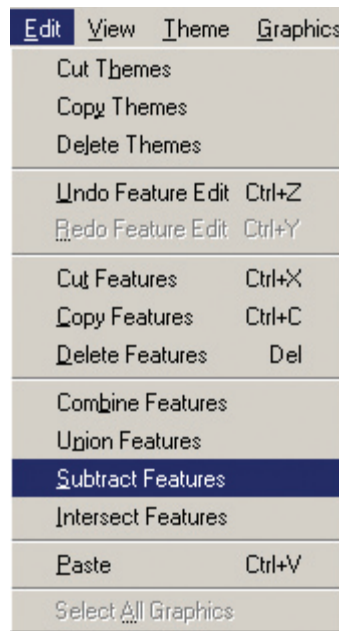 Edit View Theme Graphics
Cut Themes
Copy Themes
Delete Themes
Undo Feature Edit Ctrl+Z
Redo Feature Edit Ctrl+Y
Cut Features Ctrl+X
Copy Features Ctrl+C
Delete Features Del
Combine Features
Union Features
Subtract Features
Intersect Features
Paste Ctrl+V
Select All Graphics